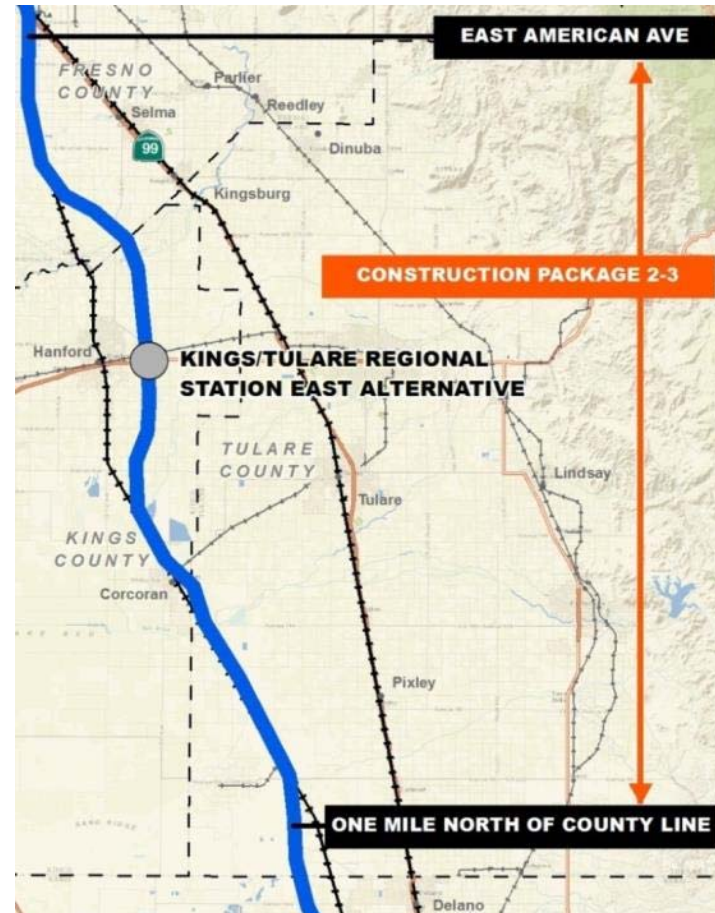 EAST AMERICAN AVE
FRESNO
COUNTY
Parlier
Reedley
Selma
99
Dinuba
Kingsburg
CONSTRUCTION PACKAGE 2-3
Hanford
KINGS/TULARE REGIONAL
STATION EAST ALTERNATIVE
TULARE
COUNTY
Lindsay
Tulare
KINGS
COUNTY
Corcoran
Pixley
ONE MILE NORTH OF COUNTY LINE
Delano